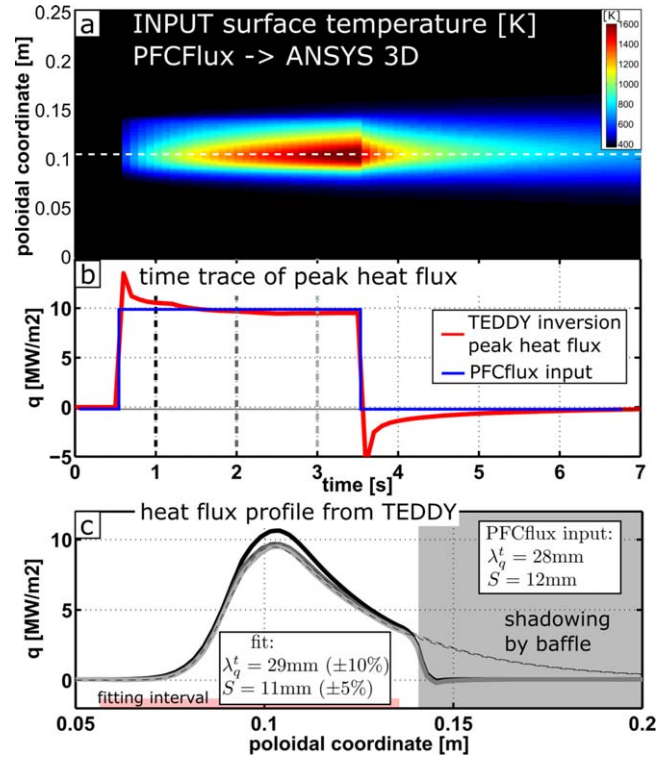 a
INPUT surface temperature [K]
PFCFlux -> ANSYS 3D
[K]
1600
1400
1200
1000
800
600
400
poloidal coordinate [m]
0.25
0.2
0.15
0.1
0.05
0
b
time trace of peak heat flux
q [MW/m2]
10
5
0
−5
TEDDY inversion
peak heat flux
PFCflux input
0 1 2 3 4 5 6 7
time [s]
c
heat flux profile from TEDDY
q [MW/m2]
10
5
0
PFCflux input:
λ_q^t = 28mm
S = 12mm
shadowing
by baffle
fit:
λ_q^t = 29mm (±10%)
S = 11mm (±5%)
fitting interval
0.05 0.1 0.15 0.2
poloidal coordinate [m]